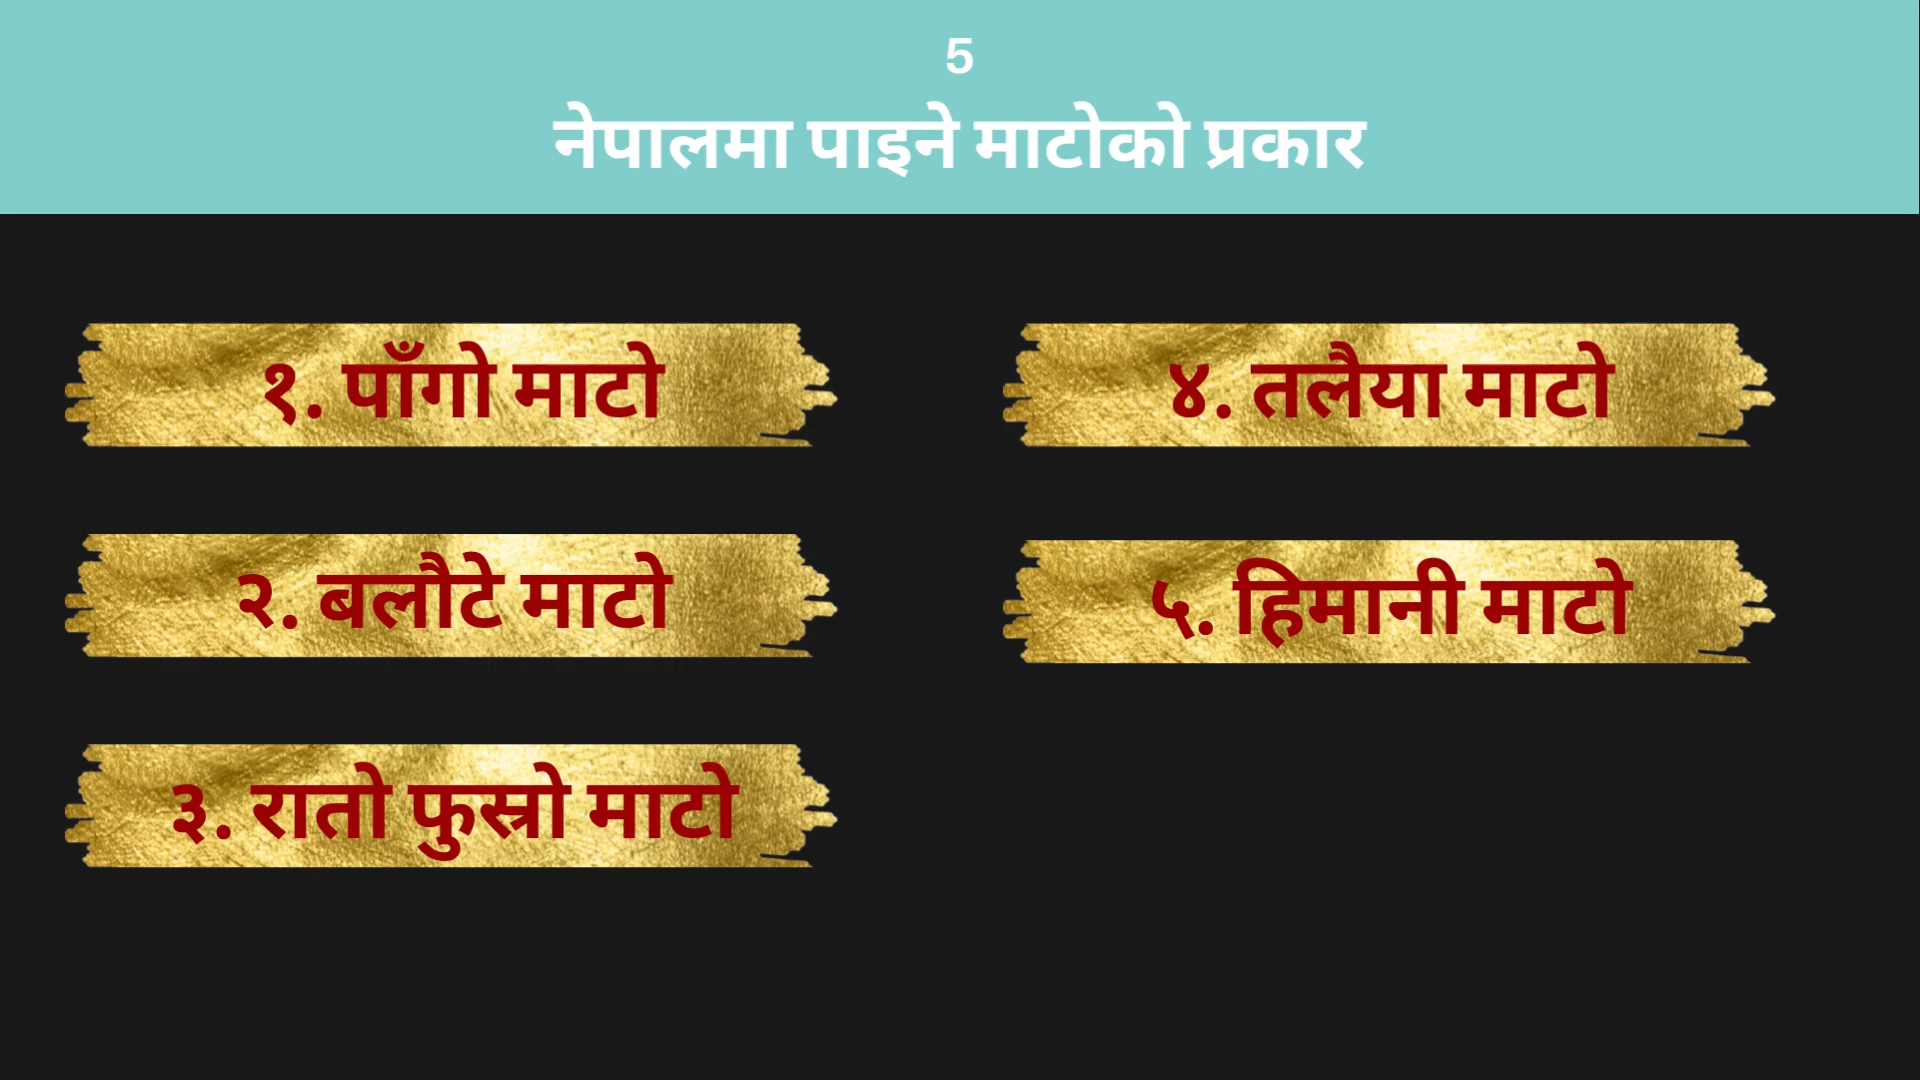 5
नेपालमा पाइने माटोको प्रकार
१. पाँगो माटो
२. बलौटे माटो
३. रातो फुस्रो माटो
४. तलैया माटो
५. हिमानी माटो